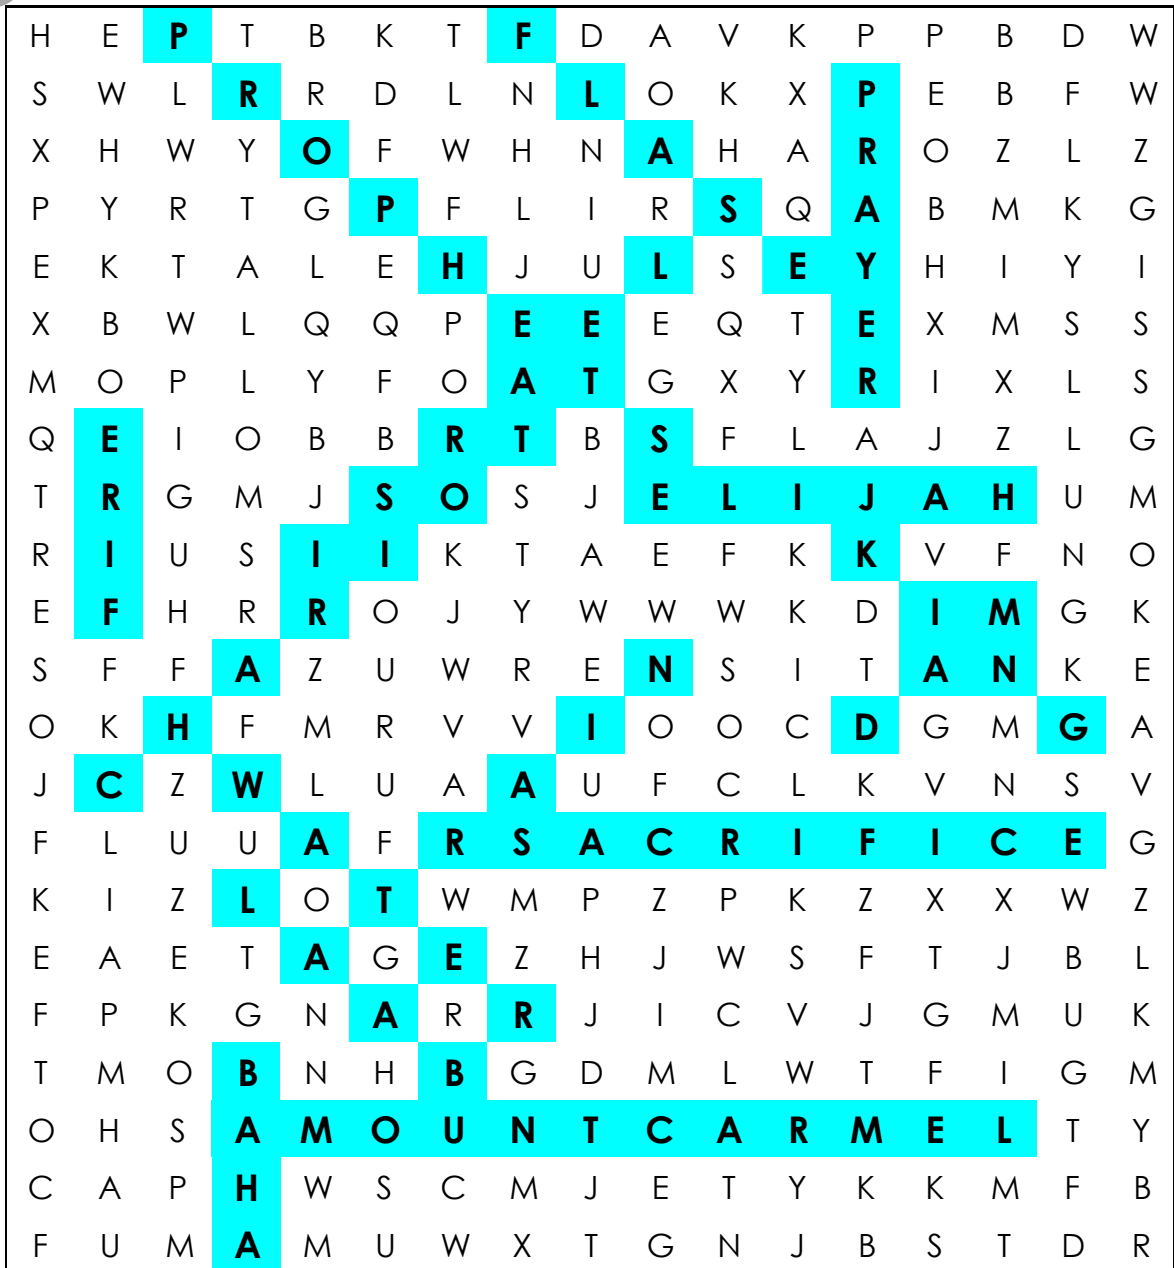 H E P T B K T F D A V K P P B D W
S W L R R D L N L O K X P E B F W
X H W Y O F W H N A H A R O Z L Z
P Y R T G P F L I R S Q A B M K G
E K T A L E H J U L S E Y H I Y I
X B W L Q Q P E E E Q T E X M S S
M O P L Y F O A T G X Y R I X L S
Q E I O B B R T B S F L A J Z L G
T R G M J S O S J E L I J A H U M
R I U S I I K T A E F K K V F N O
E F H R R O J Y W W W K D I M G K
S F F A Z U W R E N S I T A N K E
O K H F M R V V I O O C D G M G A
J C Z W L U A A U F C L K V N S V
F L U U A F R S A C R I F I C E G
K I Z L O T W M P Z P K Z X X W Z
E A E T A G E Z H J W S F T J B L
F P K G N A R R J I C V J G M U K
T M O B N H B G D M L W T F I G M
O H S A M O U N T C A R M E L T Y
C A P H W S C M J E T Y K K M F B
F U M A M U W X T G N J B S T D R